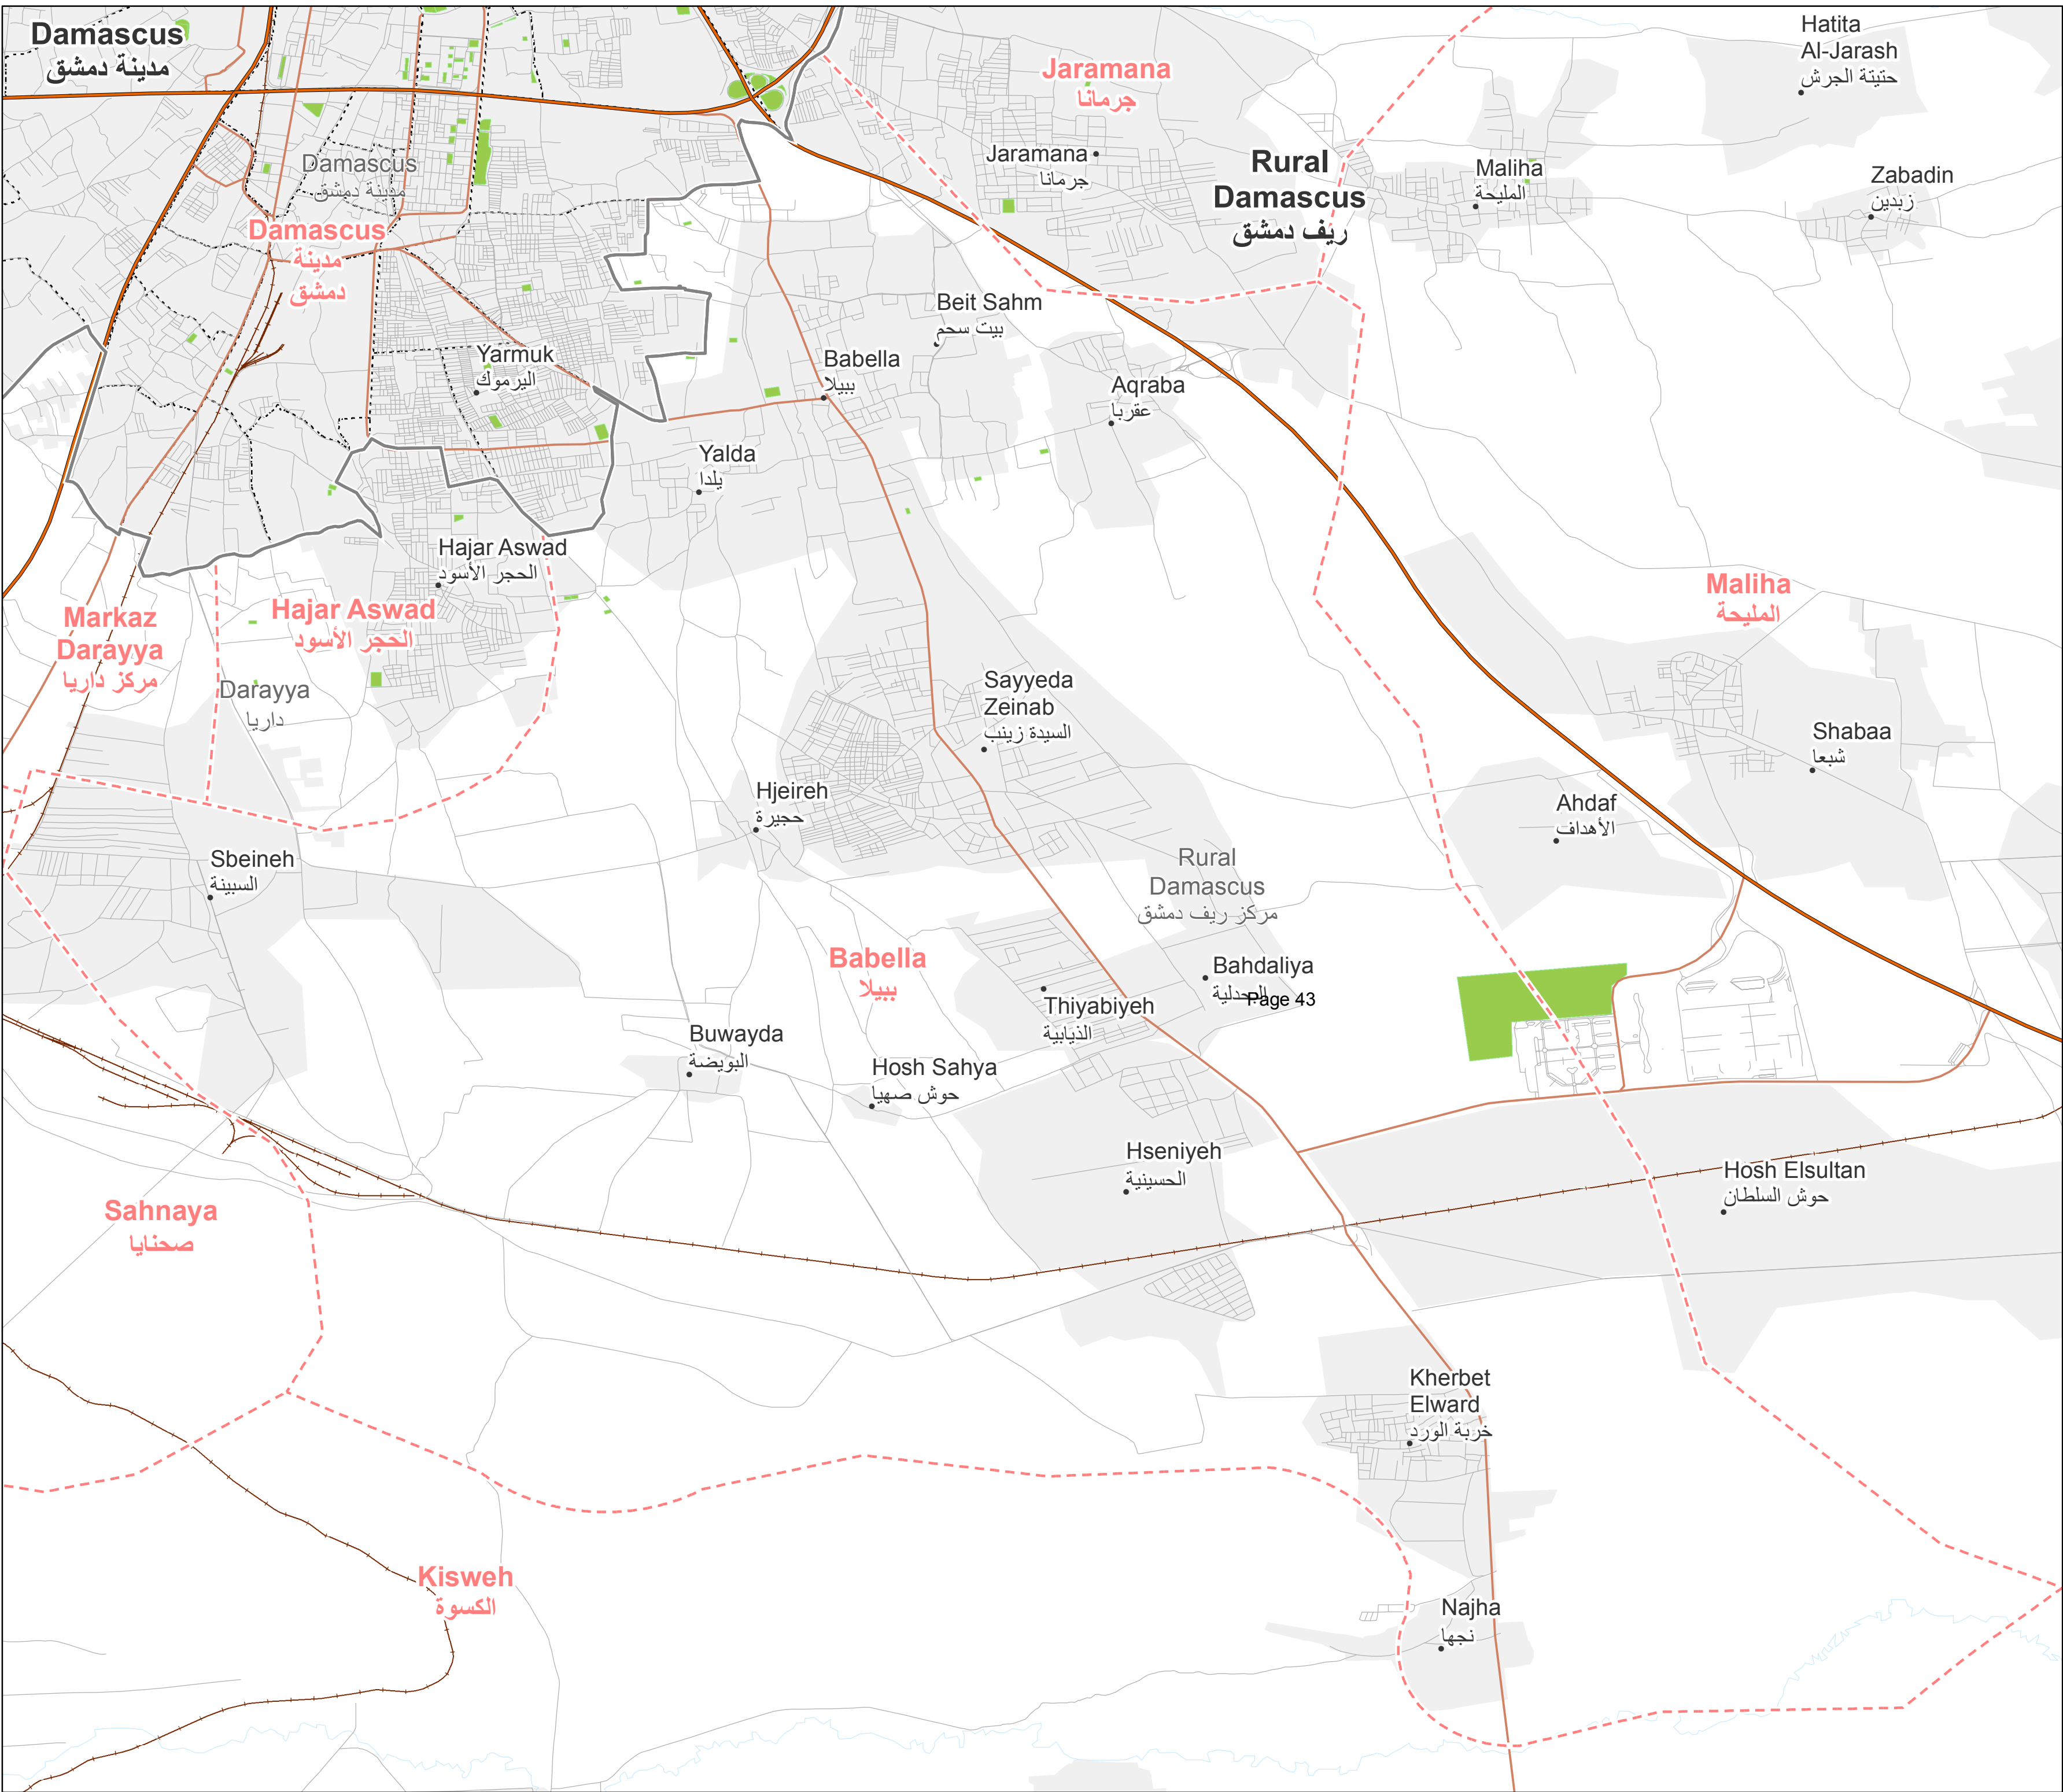 Damascus
مدينة دمشق
Hatita
Al-Jarash
حتيتة الجرش
Jaramana
جرمانا
Jaramana
جرمانا
Rural
Damascus
ريف دمشق
Maliha
المليحة
Zabadin
زبدين
Damascus
مدينة دمشق
Damascus
مدينة
دمشق
Beit Sahm
بيت سحم
Yarmuk
اليرموك
Babella
ببيلا
Aqraba
عقربا
Yalda
يلدا
Hajar Aswad
الحجر الأسود
Markaz
Darayya
مركز داريا
Hajar Aswad
الحجر الأسود
Maliha
المليحة
Darayya
داريا
Sayyeda
Zeinab
السيدة زينب
Shabaa
شبعا
Hjeireh
حجيرة
Ahdaf
الأهداف
Sbeineh
السبينة
Rural
Damascus
مركز ريف دمشق
Babella
ببيلا
Bahdaliya
Page 43
Thiyabiyeh
الذيابية
Buwayda
البويضة
Hosh Sahya
حوش صهيا
Hseniyeh
الحسينية
Hosh Elsultan
حوش السلطان
Sahnaya
صحنايا
Kherbet
Elward
خربة الورد
Kisweh
الكسوة
Najha
نجها